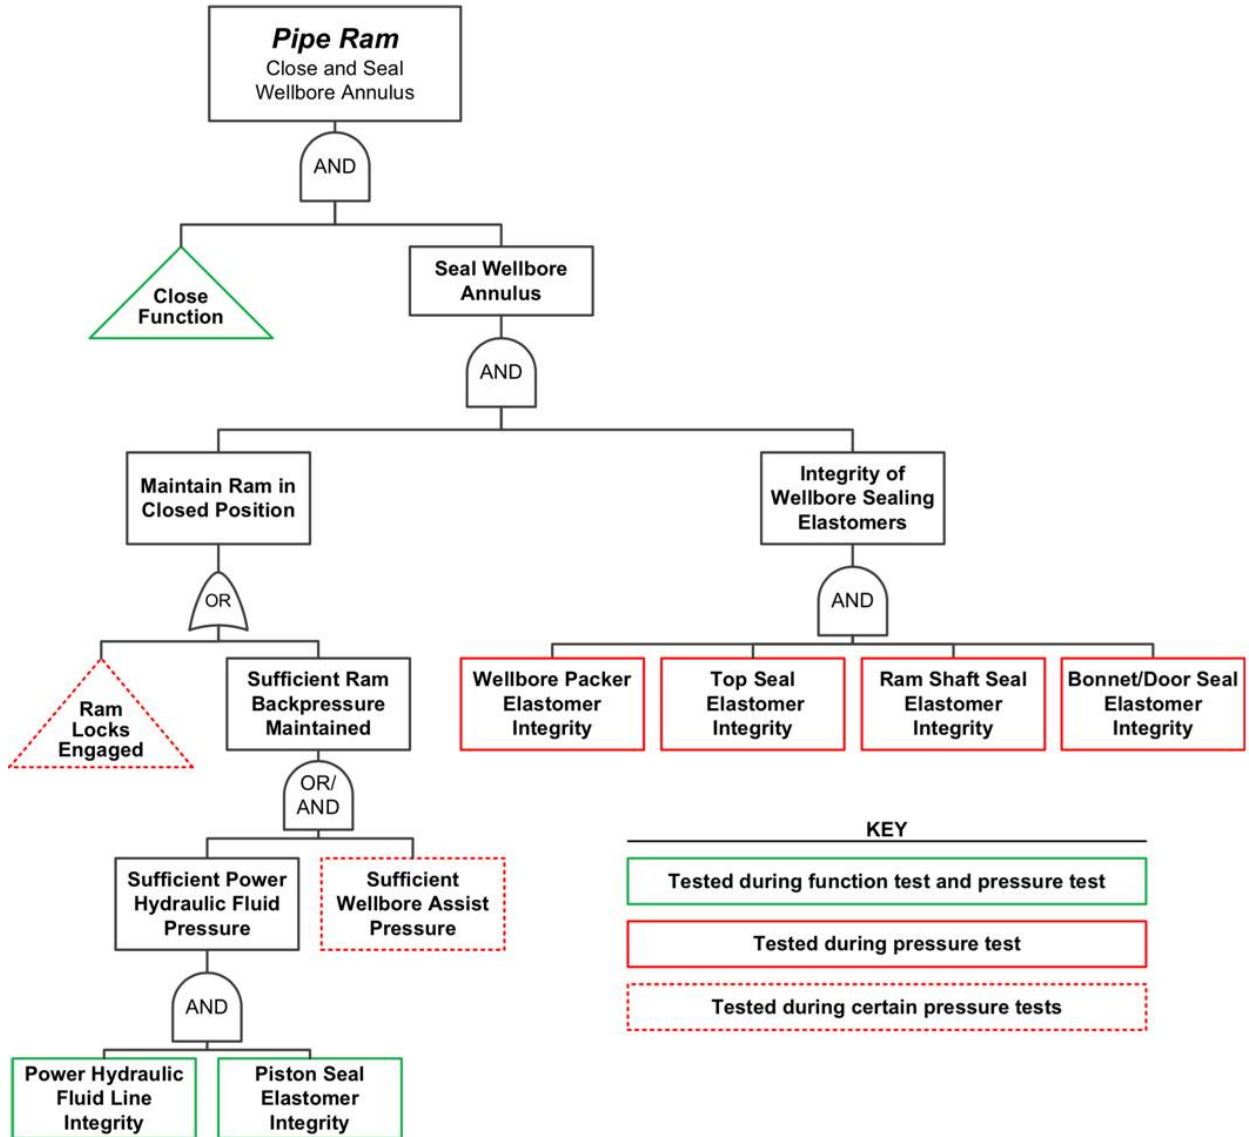 Pipe Ram
Close and Seal
Wellbore Annulus
AND
Close
Function
Seal Wellbore
Annulus
AND
Maintain Ram in
Closed Position
Integrity of
Wellbore Sealing
Elastomers
OR
AND
Ram
Locks
Engaged
Sufficient Ram
Backpressure
Maintained
Wellbore Packer
Elastomer
Integrity
Top Seal
Elastomer
Integrity
Ram Shaft Seal
Elastomer
Integrity
Bonnet/Door Seal
Elastomer
Integrity
OR/
AND
Sufficient Power
Hydraulic Fluid
Pressure
Sufficient
Wellbore Assist
Pressure
AND
Power Hydraulic
Fluid Line
Integrity
Piston Seal
Elastomer
Integrity
KEY
Tested during function test and pressure test
Tested during pressure test
Tested during certain pressure tests